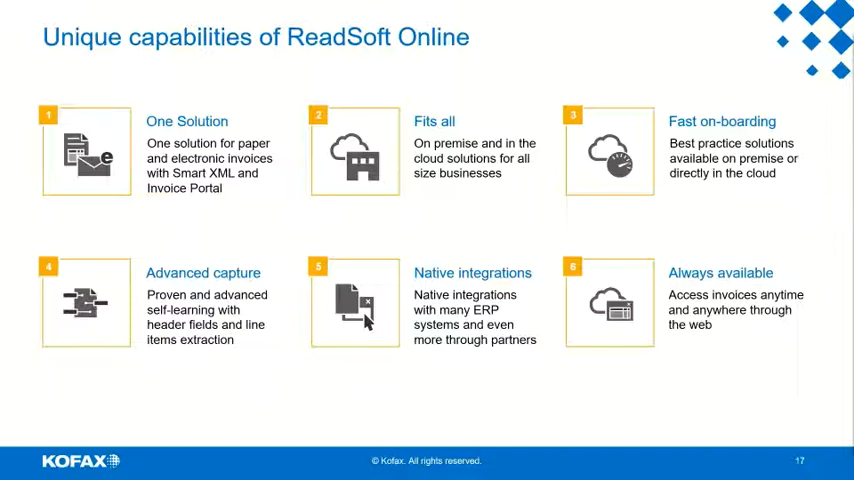 Unique capabilities of ReadSoft Online
1
One Solution
One solution for paper
and electronic invoices
with Smart XML and
Invoice Portal
2
Fits all
On premise and in the
cloud solutions for all
size businesses
3
Fast on-boarding
Best practice solutions
available on premise or
directly in the cloud
4
Advanced capture
Proven and advanced
self-learning with
header fields and line
items extraction
5
Native integrations
Native integrations
with many ERP
systems and even
more through partners
6
Always available
Access invoices anytime
and anywhere through
the web
KOFAX
© Kofax. All rights reserved.
17